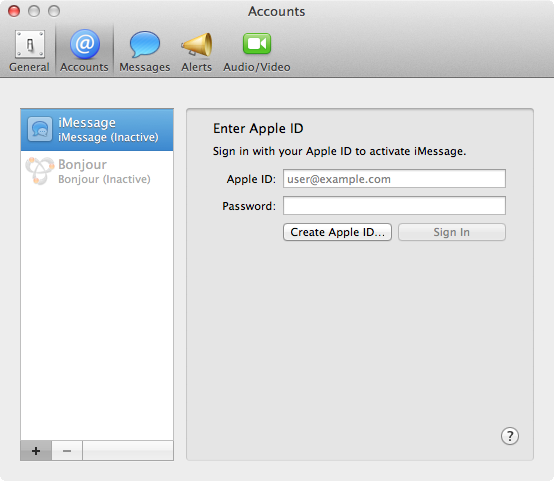 Accounts
General Accounts Messages Alerts Audio/Video
iMessage
iMessage (Inactive)
Bonjour
Bonjour (Inactive)
Enter Apple ID
Sign in with your Apple ID to activate iMessage.
Apple ID: user@example.com
Password:
Create Apple ID... Sign In
?
+ −